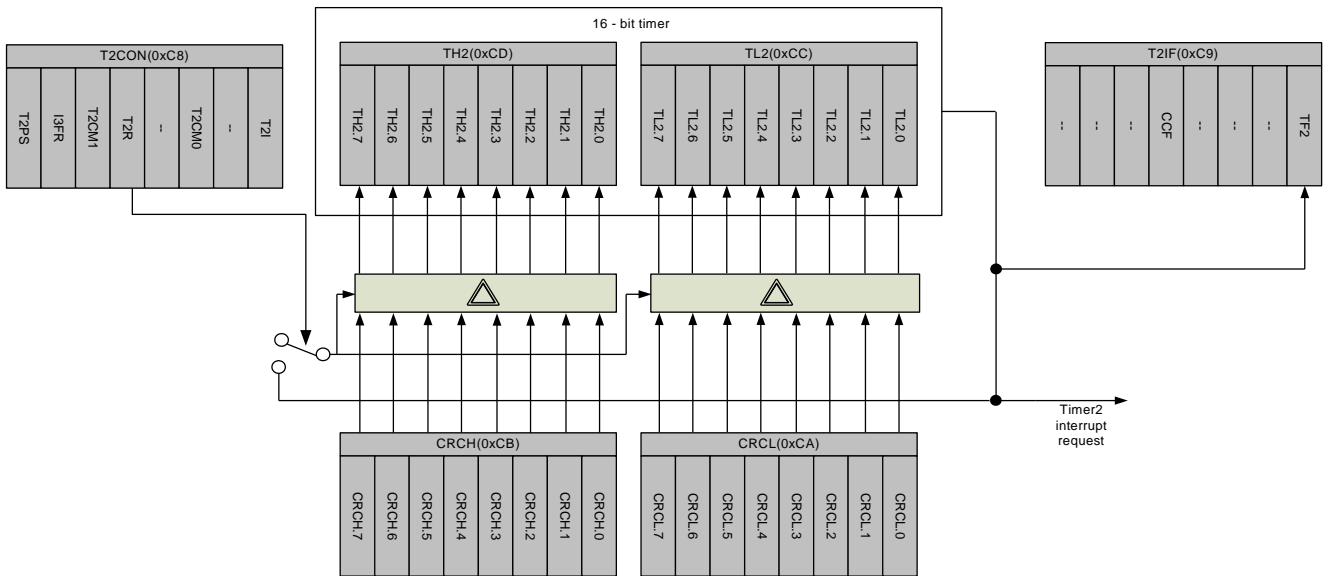 16 - bit timer
T2CON(0xC8)
T2PS
I3FR
T2CM1
T2R
--
T2CM0
--
T2I
TH2(0xCD)
TH2.7
TH2.6
TH2.5
TH2.4
TH2.3
TH2.2
TH2.1
TH2.0
TL2(0xCC)
TL2.7
TL2.6
TL2.5
TL2.4
TL2.3
TL2.2
TL2.1
TL2.0
T2IF(0xC9)
--
--
--
CCF
--
--
--
TF2
Timer2
interrupt
request
CRCH(0xCB)
CRCH.7
CRCH.6
CRCH.5
CRCH.4
CRCH.3
CRCH.2
CRCH.1
CRCH.0
CRCL(0xCA)
CRCL.7
CRCL.6
CRCL.5
CRCL.4
CRCL.3
CRCL.2
CRCL.1
CRCL.0